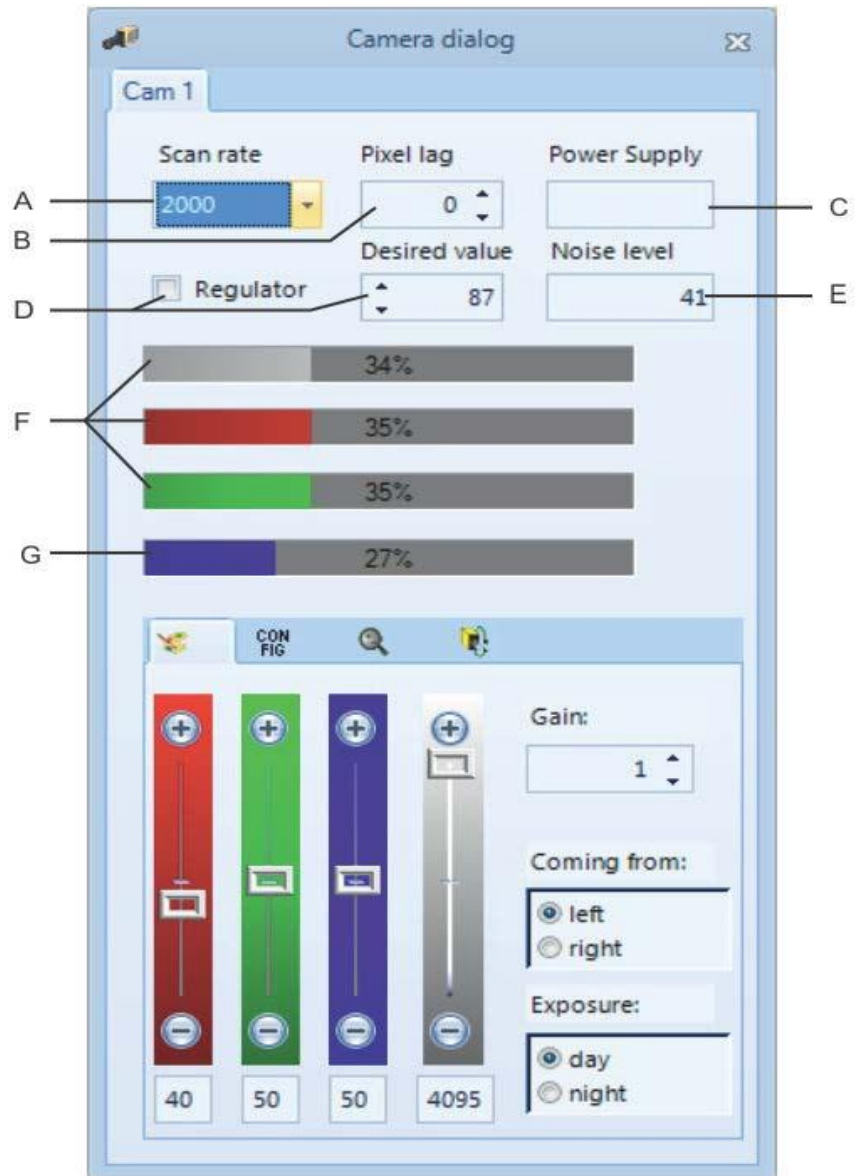 Camera dialog
Cam 1
Scan rate Pixel lag Power Supply
A 2000 0 C
B
Desired value Noise level
D Regulator 87 41 E
34%
F 35%
35%
G 27%
CON
FIG
Gain:
1
Coming from:
left
right
Exposure:
day
night
40 50 50 4095